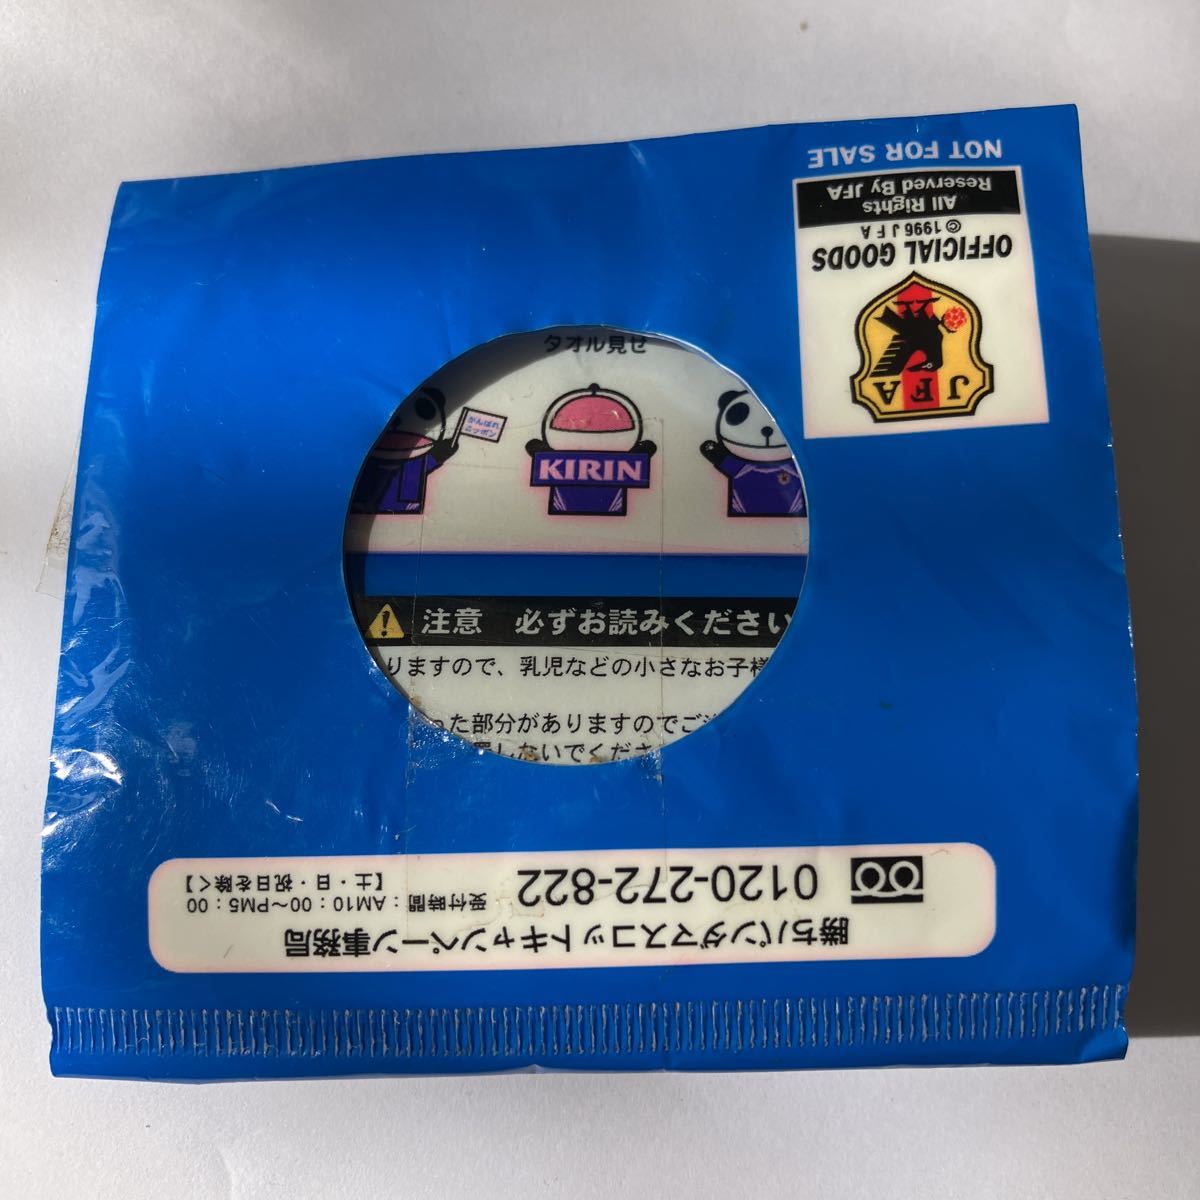 NOT FOR SALE
All Rights
Reserved By JFA
© 1996 J F A
OFFICIAL GOODS
JFA
タオル見せ
がんばれ
ニッポン
KIRIN
注意 必ずお読みください
りますので、乳児などの小さなお子様
った部分がありますのでご
しないでくださ
勝ちパンダマスコットキャンペーン事務局
0120-272-822
受付時間:AM10:00〜PM5:00
【土・日・祝日を除く】